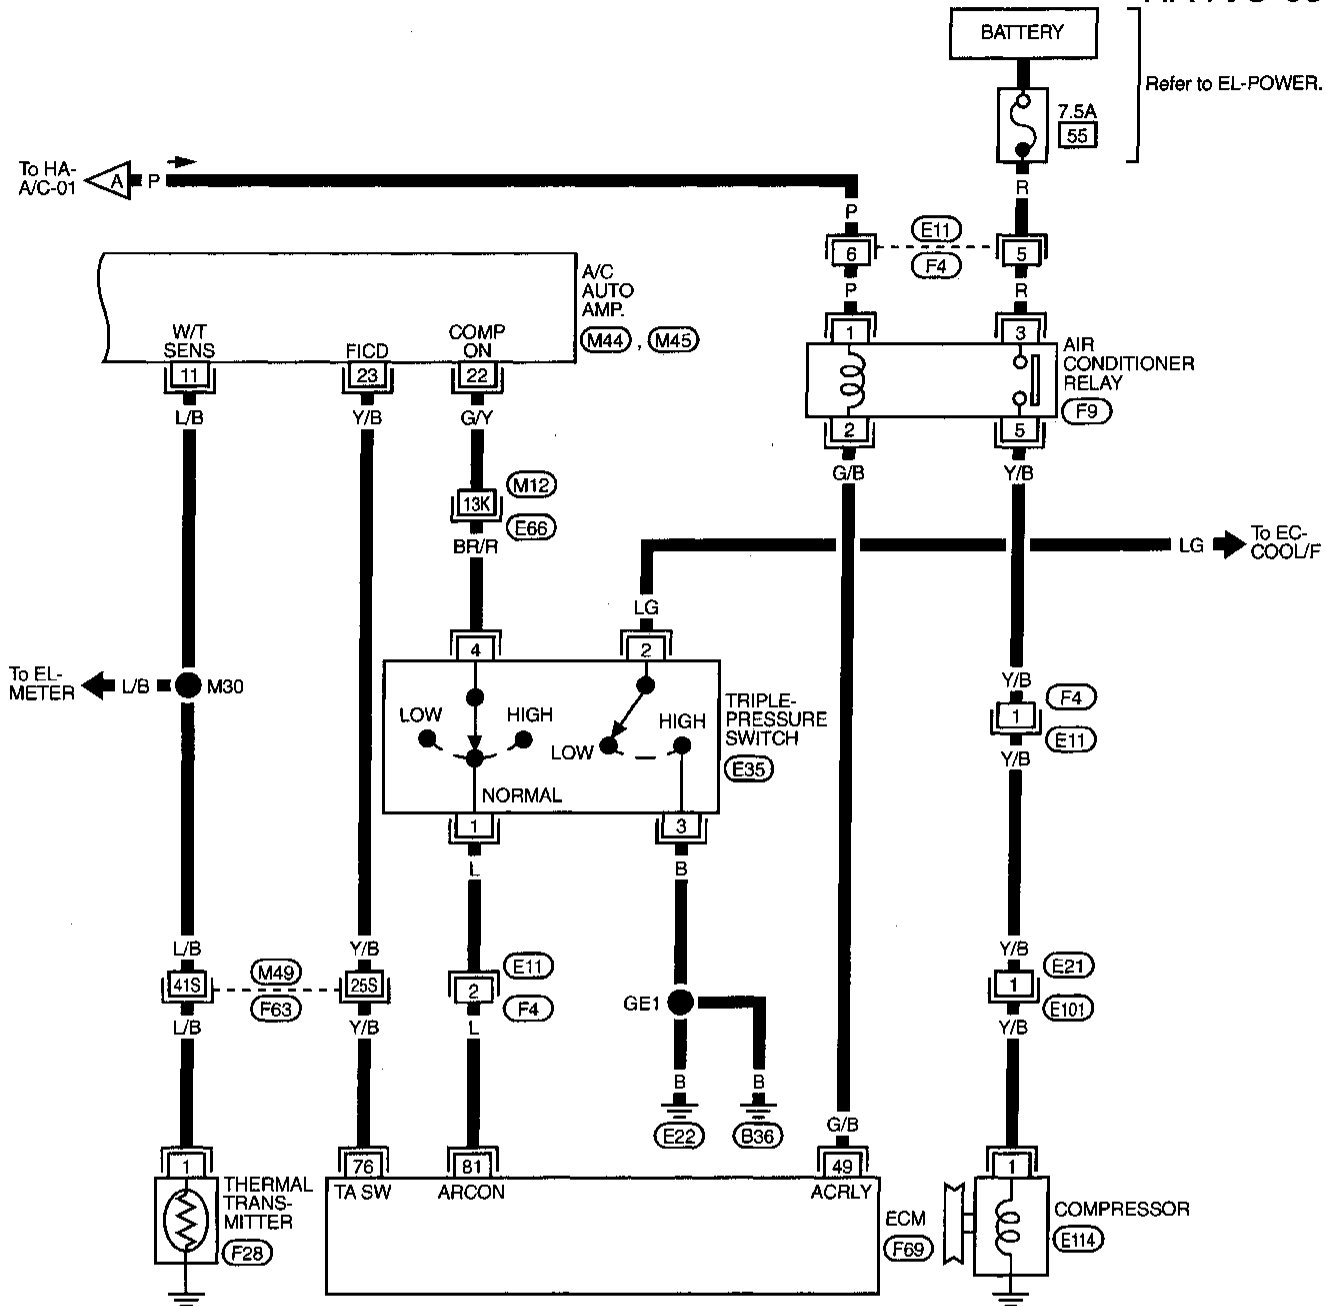 BATTERY
Refer to EL-POWER.
7.5A
55
To HA-
A/C-01
A
P
R
P
E11
6
5
F4
P
R
A/C
AUTO
AMP.
M44 , M45
W/T
SENS
FICD
COMP
ON
11
23
22
1
3
AIR
CONDITIONER
RELAY
F9
2
5
L/B
Y/B
G/Y
G/B
Y/B
M12
13K
E66
BR/R
LG
To EC-
COOL/F
LG
4
2
To EL-
METER
L/B
M30
LOW
HIGH
LOW
HIGH
NORMAL
TRIPLE-
PRESSURE
SWITCH
E35
Y/B
F4
1
E11
Y/B
1
3
L
B
L/B
Y/B
E11
Y/B
E21
41S
M49
25S
2
1
F63
F4
GE1
E101
L/B
Y/B
L
Y/B
B
B
E22
B36
G/B
1
76
81
49
1
THERMAL
TRANS-
MITTER
F28
TA SW
ARCON
ACRLY
ECM
F69
COMPRESSOR
E114